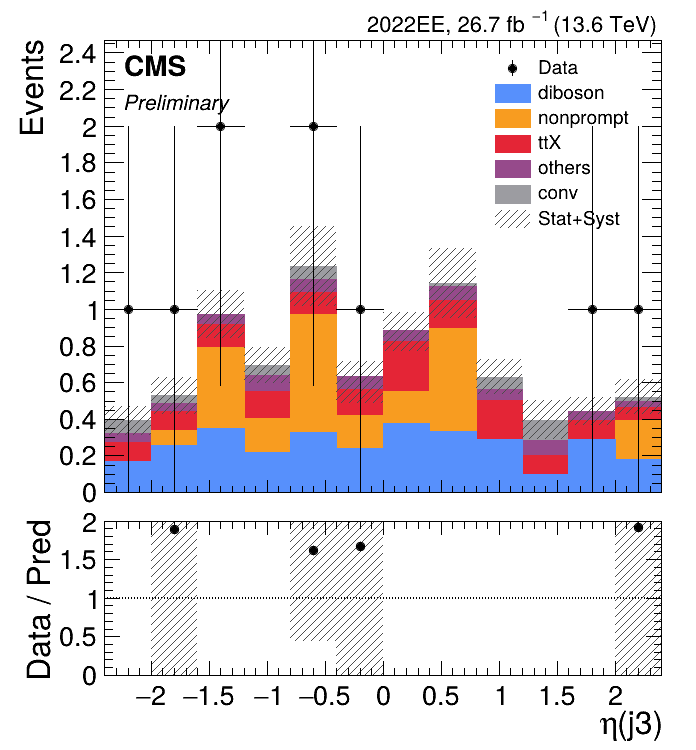 2022EE, 26.7 fb⁻¹ (13.6 TeV)
Events
CMS
Preliminary
Data
diboson
nonprompt
ttX
others
conv
Stat+Syst
2.4
2.2
2
1.8
1.6
1.4
1.2
1
0.8
0.6
0.4
0.2
0
Data / Pred
2
1.5
1
0.5
0
−2 −1.5 −1 −0.5 0 0.5 1 1.5 2
η(j3)